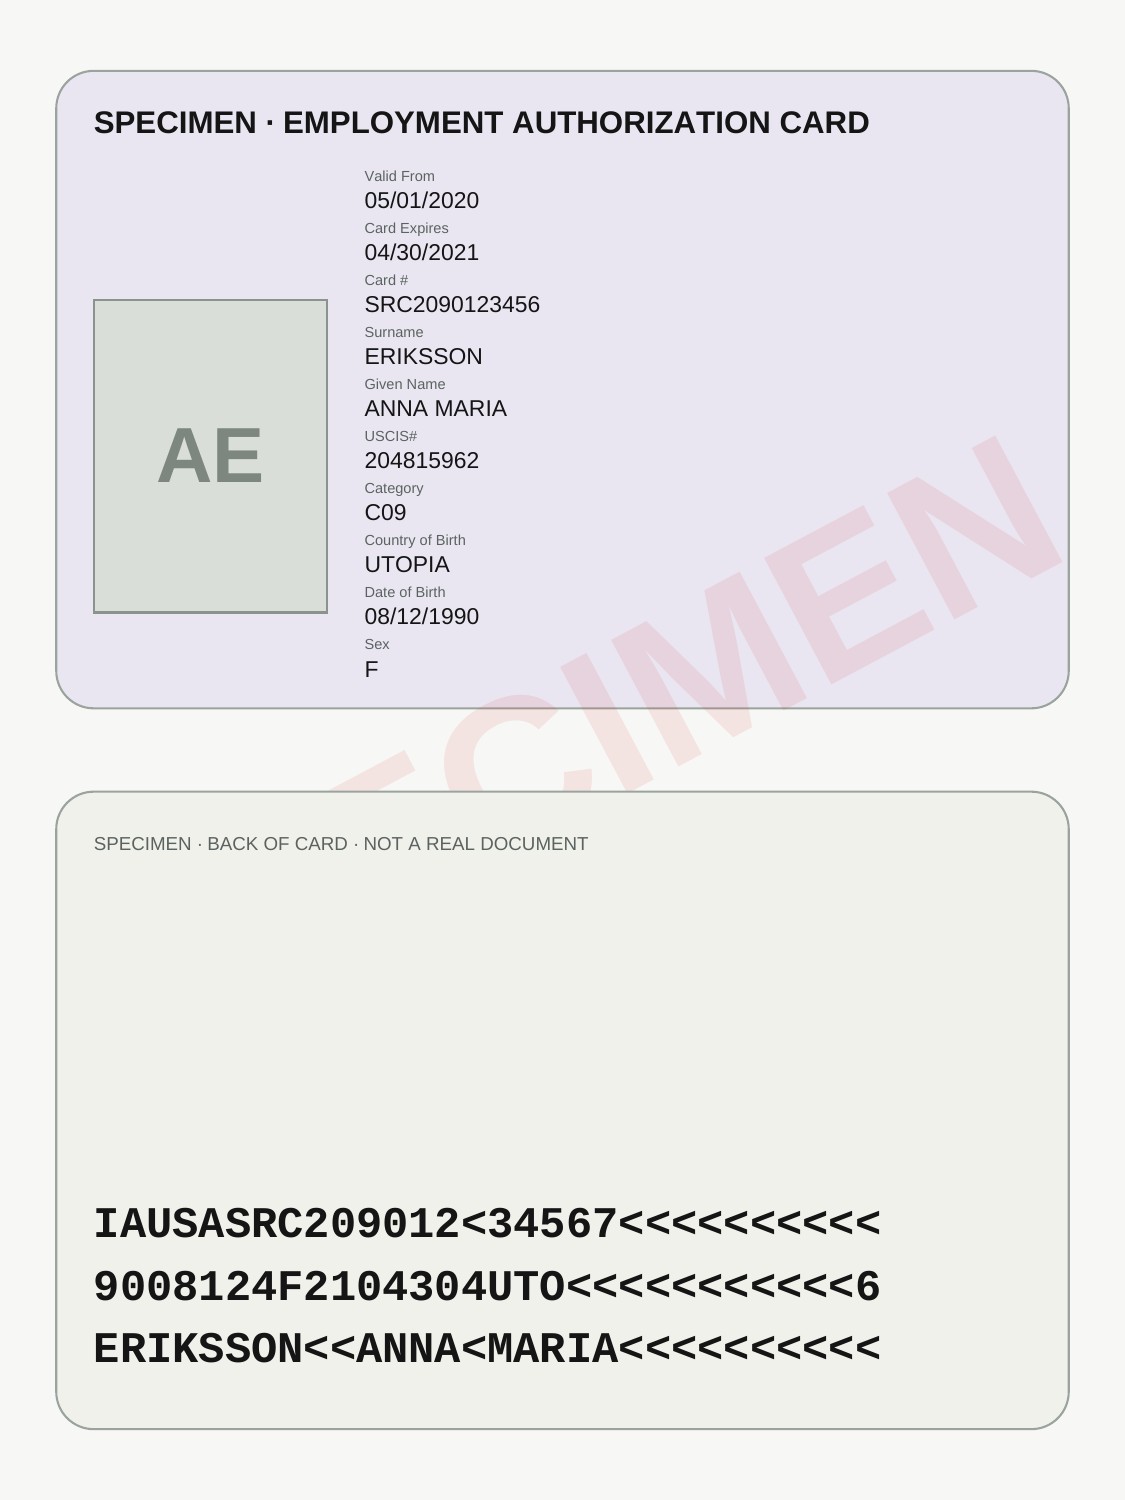 SPECIMEN · EMPLOYMENT AUTHORIZATION CARD
Valid From
05/01/2020
Card Expires
04/30/2021
Card #
SRC2090123456
Surname
ERIKSSON
Given Name
ANNA MARIA
USCIS#
204815962
Category
C09
Country of Birth
UTOPIA
Date of Birth
08/12/1990
Sex
F
AE
ECIMEN
SPECIMEN · BACK OF CARD · NOT A REAL DOCUMENT
IAUSASRC209012<34567<<<<<<<<<<
9008124F2104304UTO<<<<<<<<<<<6
ERIKSSON<<ANNA<MARIA<<<<<<<<<<